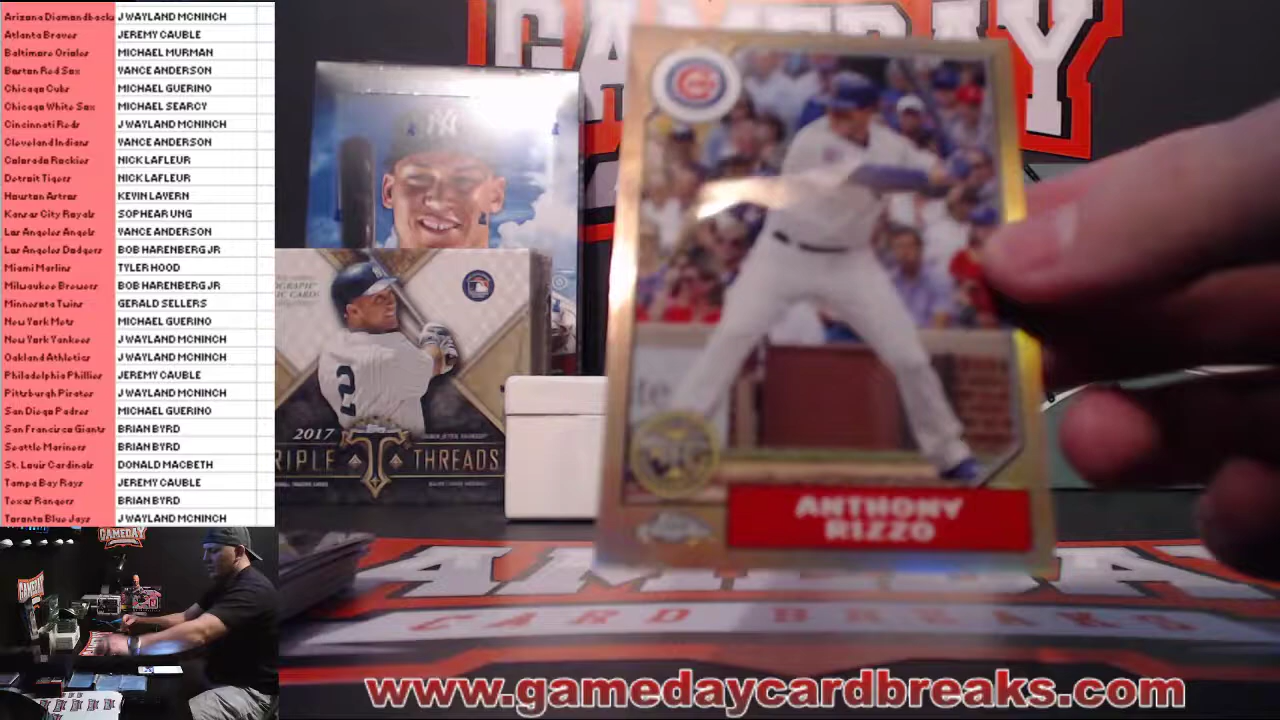 Arizona Diamondbacks J WAYLAND MCNINCH
Atlanta Braves JEREMY CAUBLE
Baltimore Orioles MICHAEL MURMAN
Boston Red Sox VANCE ANDERSON
Chicago Cubs MICHAEL GUERINO
Chicago White Sox MICHAEL SEARCY
Cincinnati Reds J WAYLAND MCNINCH
Cleveland Indians VANCE ANDERSON
Colorado Rockies NICK LAFLEUR
Detroit Tigers NICK LAFLEUR
Houston Astros KEVIN LAVERN
Kansas City Royals SOPHEAR UNG
Los Angeles Angels VANCE ANDERSON
Los Angeles Dodgers BOB HARENBERG JR
Miami Marlins TYLER HOOD
Milwaukee Brewers BOB HARENBERG JR
Minnesota Twins GERALD SELLERS
New York Mets MICHAEL GUERINO
New York Yankees J WAYLAND MCNINCH
Oakland Athletics J WAYLAND MCNINCH
Philadelphia Phillies JEREMY CAUBLE
Pittsburgh Pirates J WAYLAND MCNINCH
San Diego Padres MICHAEL GUERINO
San Francisco Giants BRIAN BYRD
Seattle Mariners BRIAN BYRD
St. Louis Cardinals DONALD MACBETH
Tampa Bay Rays JEREMY CAUBLE
Texas Rangers BRIAN BYRD
Toronto Blue Jays J WAYLAND MCNINCH
GAMEDAY
NY
2
2017
RIPLE THREADS
ANTHONY
RIZZO
GAMEDAY
CARD BREAKS
GAMEDAY
GAMEDAY
www.gamedaycardbreaks.com